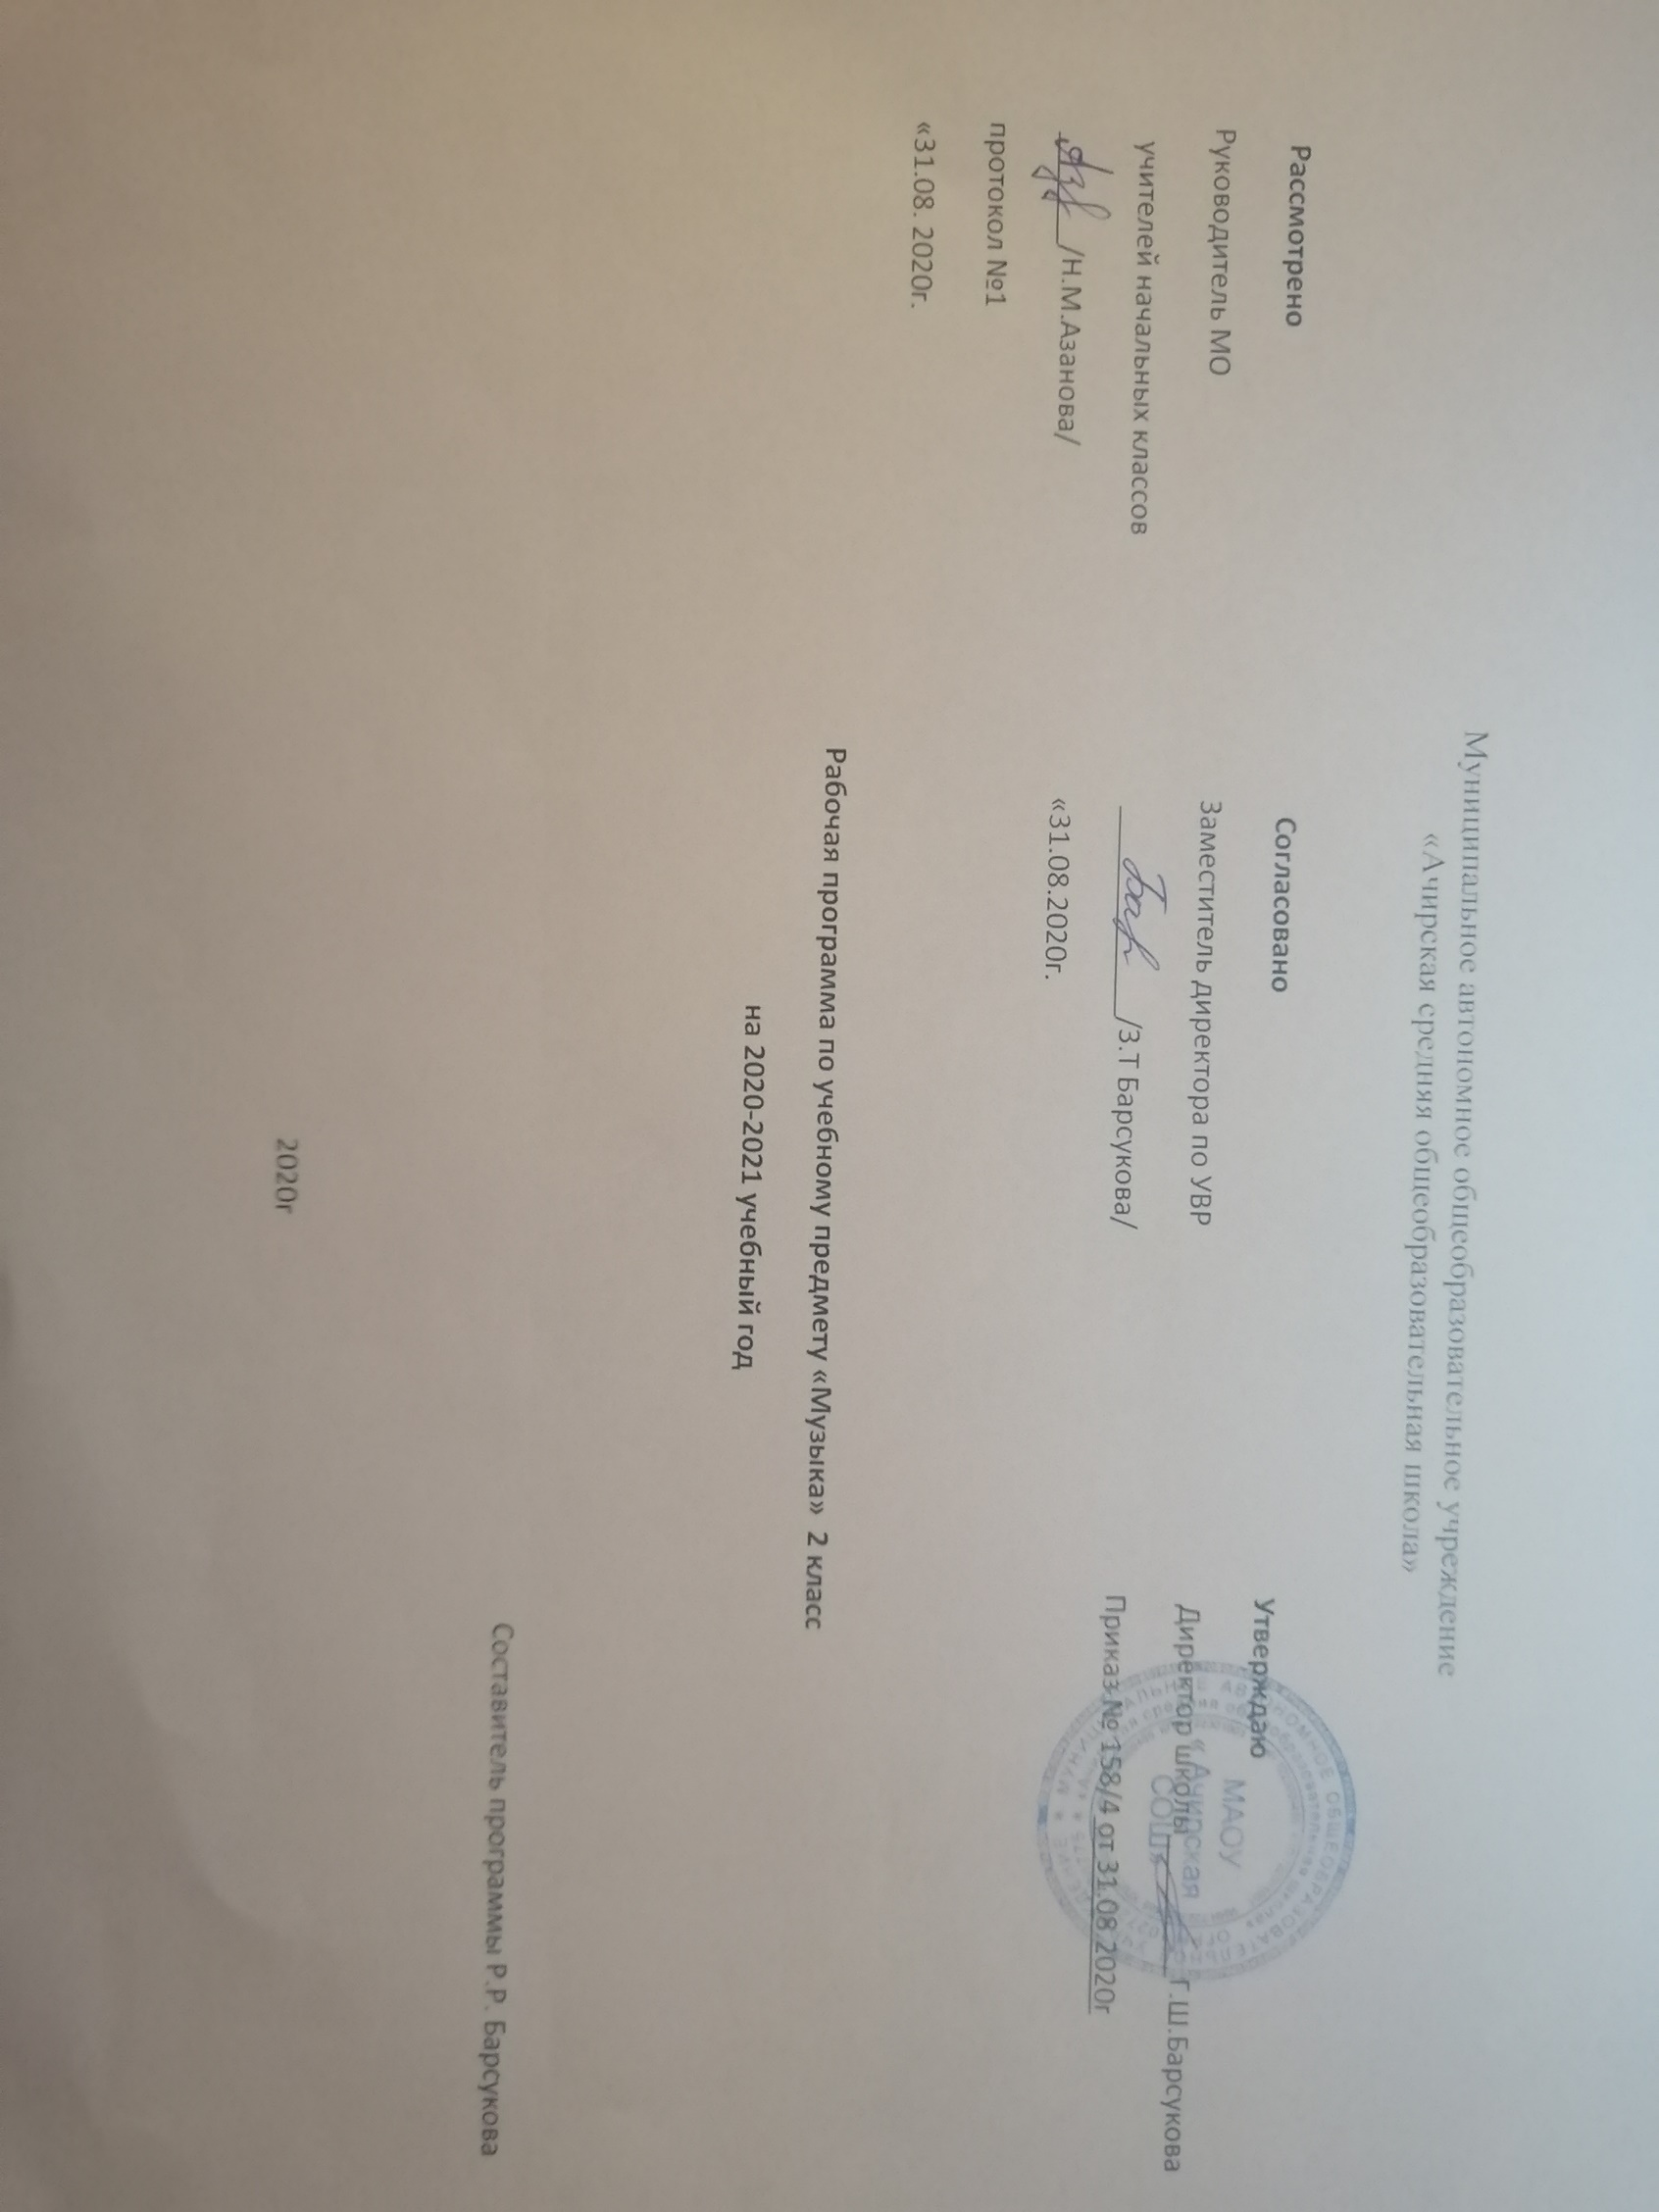 Муниципальное автономное общеобразовательное учреждение
«Ачирская средняя общеобразовательная школа»
Рассмотрено
Руководитель МО
учителей начальных классов
/Н.М.Азанова/
протокол №1
«31.08. 2020г.
Согласовано
Заместитель директора по УВР
/З.Т Барсукова/
«31.08.2020г.
Утверждаю
Директор школы Г.Ш.Барсукова
Приказ № 158/4 от 31.08.2020г
МАОУ
"Ачирская
СОШ"
Рабочая программа по учебному предмету «Музыка» 2 класс
на 2020-2021 учебный год
Составитель программы Р.Р. Барсукова
2020г